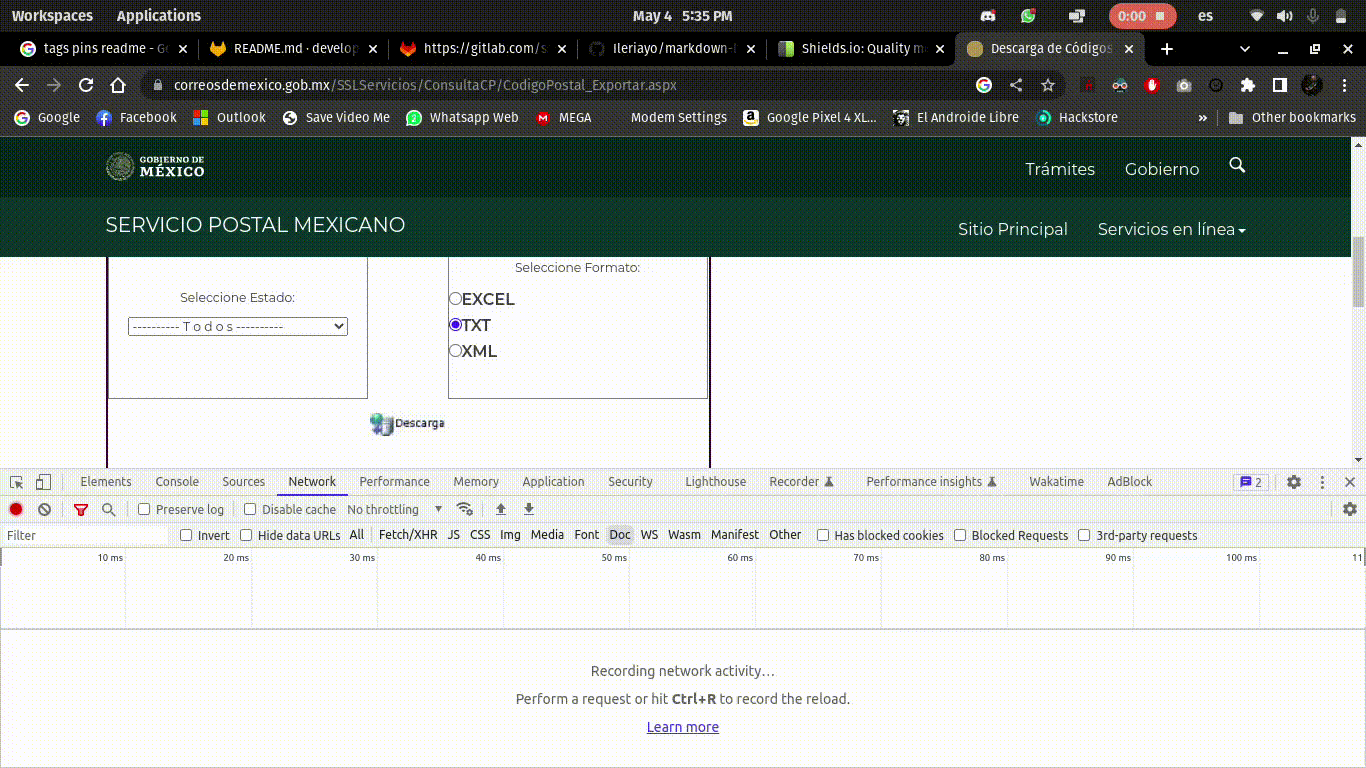 Workspaces Applications May 4 5:35 PM 0:00 es
tags pins readme - G README.md · develop https://gitlab.com/s Ileriayo/markdown- Shields.io: Quality m Descarga de Códigos
correosdemexico.gob.mx/SSLServicios/ConsultaCP/CodigoPostal_Exportar.aspx
Google Facebook Outlook Save Video Me Whatsapp Web MEGA Modem Settings Google Pixel 4 XL... El Androide Libre Hackstore » Other bookmarks
GOBIERNO DE
MÉXICO
Trámites Gobierno
SERVICIO POSTAL MEXICANO Sitio Principal Servicios en línea
Seleccione Formato:
Seleccione Estado: EXCEL
---------- T o d o s ---------- TXT
XML
Descarga
Elements Console Sources Network Performance Memory Application Security Lighthouse Recorder Performance insights Wakatime AdBlock 2
Preserve log Disable cache No throttling
Filter Invert Hide data URLs All Fetch/XHR JS CSS Img Media Font Doc WS Wasm Manifest Other Has blocked cookies Blocked Requests 3rd-party requests
10 ms 20 ms 30 ms 40 ms 50 ms 60 ms 70 ms 80 ms 90 ms 100 ms 11
Recording network activity...
Perform a request or hit Ctrl+R to record the reload.
Learn more